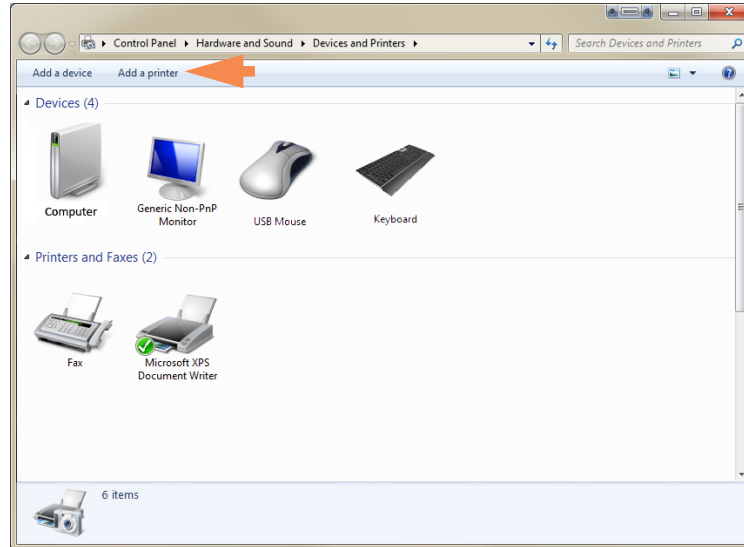 Control Panel Hardware and Sound Devices and Printers
Search Devices and Printers
Add a device Add a printer
Devices (4)
Computer
Generic Non-PnP
Monitor
USB Mouse
Keyboard
Printers and Faxes (2)
Fax
Microsoft XPS
Document Writer
6 items